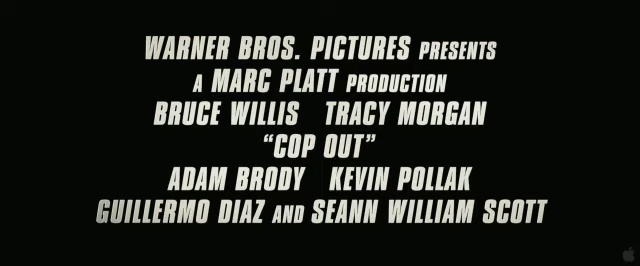 WARNER BROS. PICTURES PRESENTS
A MARC PLATT PRODUCTION
BRUCE WILLIS TRACY MORGAN
“COP OUT”
ADAM BRODY KEVIN POLLAK
GUILLERMO DIAZ AND SEANN WILLIAM SCOTT